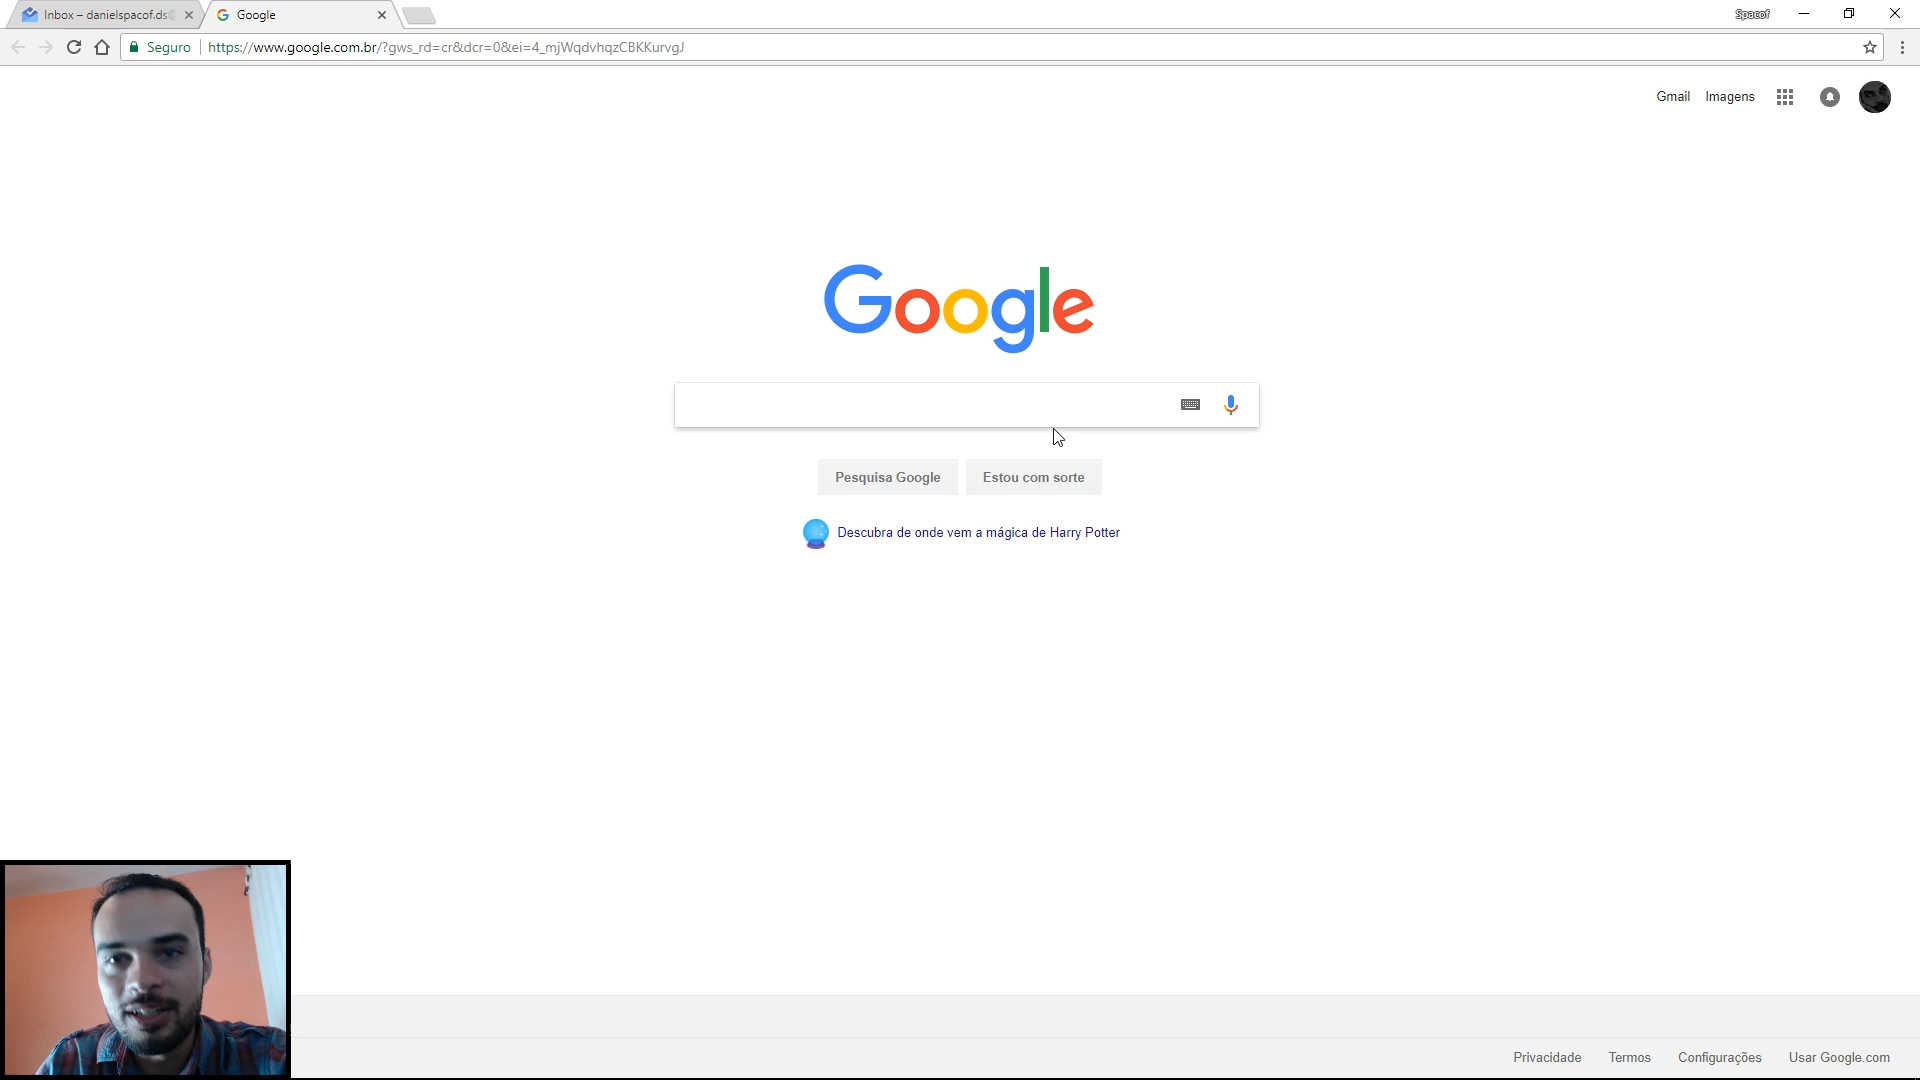 Inbox – danielspacof.ds@
Google
Spacof
Seguro
https://www.google.com.br/?gws_rd=cr&dcr=0&ei=4_mjWqdvhqzCBKKurvgJ
Gmail
Imagens
Google
Pesquisa Google
Estou com sorte
Descubra de onde vem a mágica de Harry Potter
Privacidade
Termos
Configurações
Usar Google.com